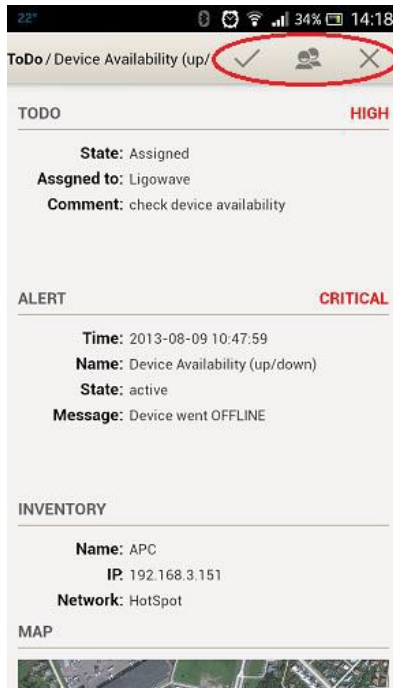 22° 34% 14:18
ToDo / Device Availability (up/
TODO HIGH
State: Assigned
Assgned to: Ligowave
Comment: check device availability
ALERT CRITICAL
Time: 2013-08-09 10:47:59
Name: Device Availability (up/down)
State: active
Message: Device went OFFLINE
INVENTORY
Name: APC
IP: 192.168.3.151
Network: HotSpot
MAP